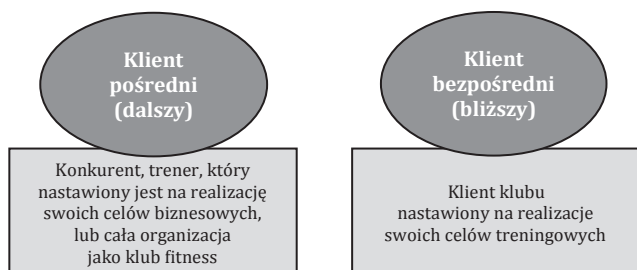 Klient
pośredni
(dalszy)
Konkurent, trener, który
nastawiony jest na realizację
swoich celów biznesowych,
lub cała organizacja
jako klub fitness
Klient
bezpośredni
(bliższy)
Klient klubu
nastawiony na realizacje
swoich celów treningowych